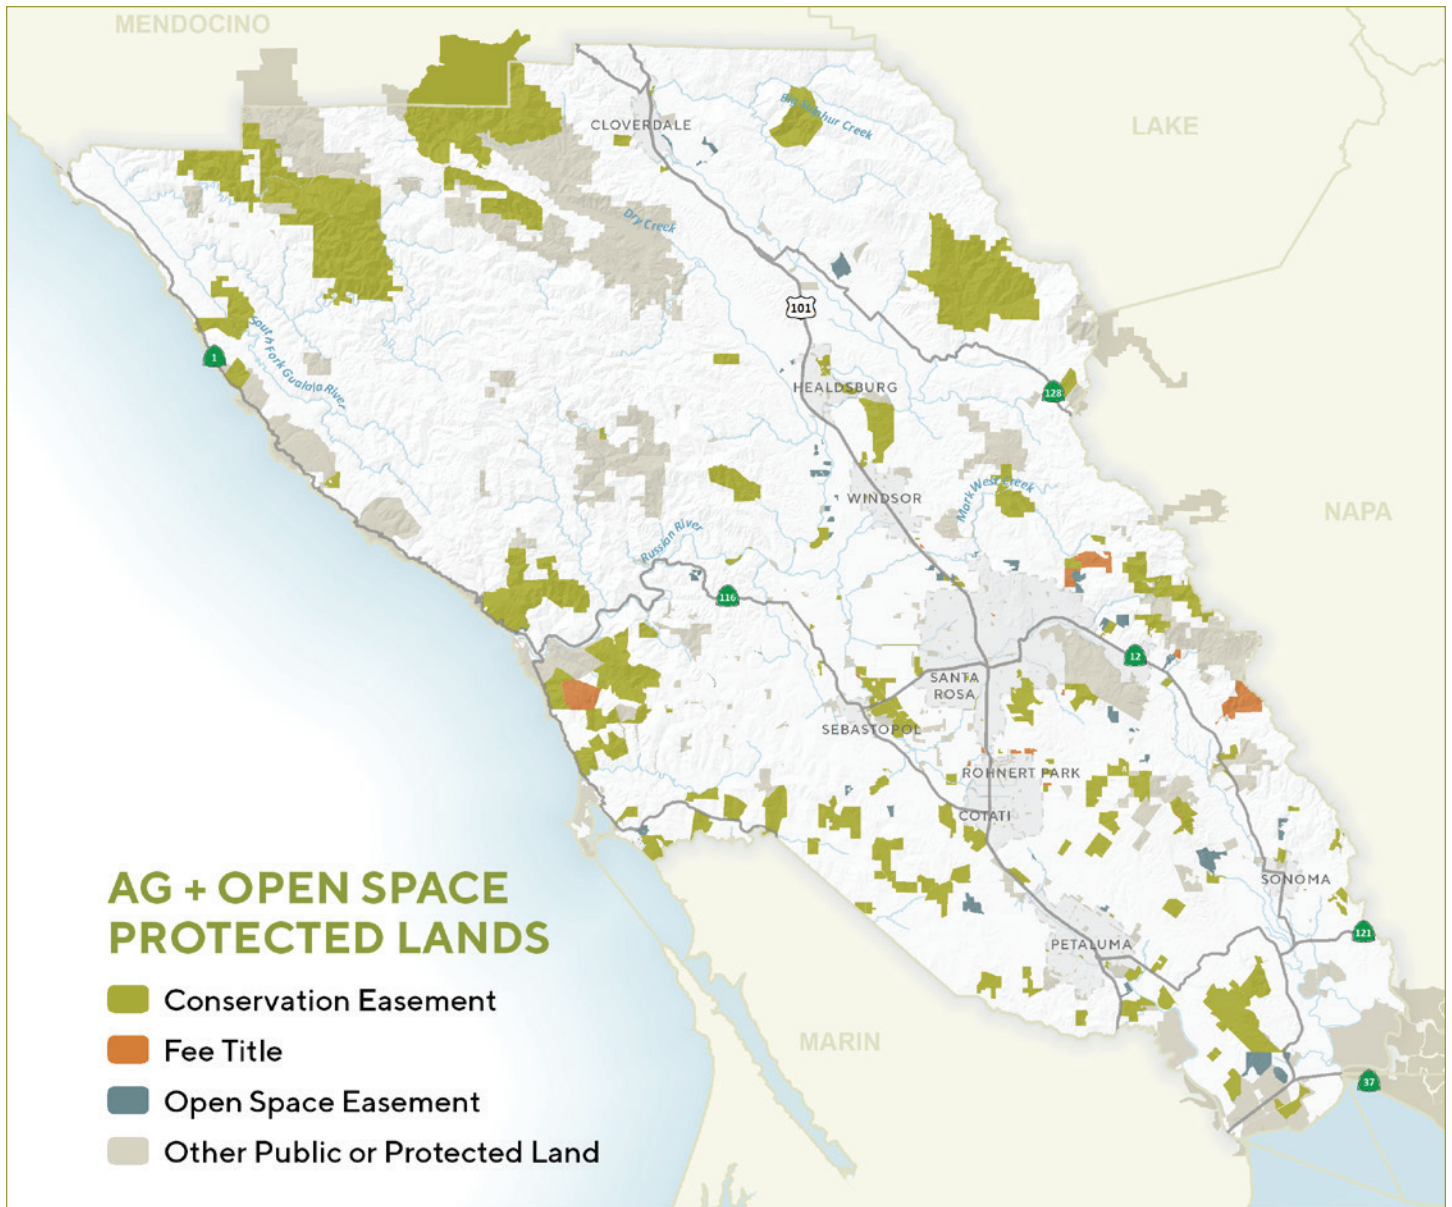 MENDOCINO
LAKE
NAPA
MARIN
CLOVERDALE
Big Sulphur Creek
Dry Creek
101
1
South Fork Gualala River
HEALDSBURG
128
WINDSOR
Mark West Creek
Russian River
116
12
SANTA
ROSA
SEBASTOPOL
ROHNERT PARK
COTATI
SONOMA
121
PETALUMA
37
AG + OPEN SPACE
PROTECTED LANDS
Conservation Easement
Fee Title
Open Space Easement
Other Public or Protected Land